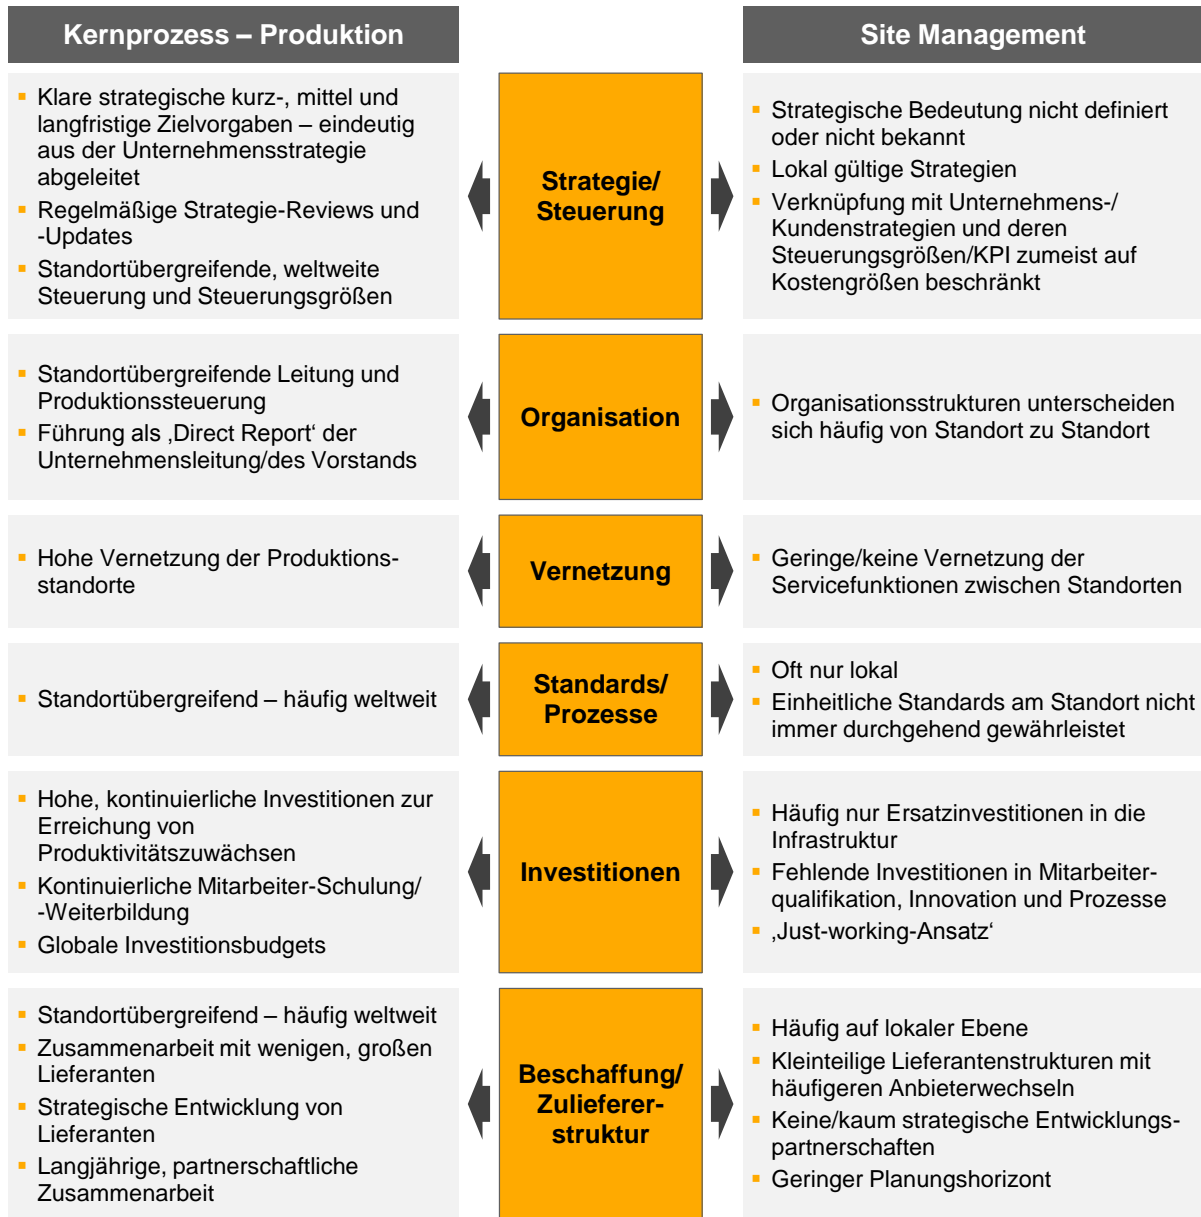 Kernprozess – Produktion
Site Management
▪ Klare strategische kurz-, mittel und
langfristige Zielvorgaben – eindeutig
aus der Unternehmensstrategie
abgeleitet
▪ Regelmäßige Strategie-Reviews und
-Updates
▪ Standortübergreifende, weltweite
Steuerung und Steuerungsgrößen
Strategie/
Steuerung
▪ Strategische Bedeutung nicht definiert
oder nicht bekannt
▪ Lokal gültige Strategien
▪ Verknüpfung mit Unternehmens-/
Kundenstrategien und deren
Steuerungsgrößen/KPI zumeist auf
Kostengrößen beschränkt
▪ Standortübergreifende Leitung und
Produktionssteuerung
▪ Führung als ‚Direct Report‘ der
Unternehmensleitung/des Vorstands
Organisation
▪ Organisationsstrukturen unterscheiden
sich häufig von Standort zu Standort
▪ Hohe Vernetzung der Produktions-
standorte
Vernetzung
▪ Geringe/keine Vernetzung der
Servicefunktionen zwischen Standorten
▪ Standortübergreifend – häufig weltweit
Standards/
Prozesse
▪ Oft nur lokal
▪ Einheitliche Standards am Standort nicht
immer durchgehend gewährleistet
▪ Hohe, kontinuierliche Investitionen zur
Erreichung von
Produktivitätszuwächsen
▪ Kontinuierliche Mitarbeiter-Schulung/
-Weiterbildung
▪ Globale Investitionsbudgets
Investitionen
▪ Häufig nur Ersatzinvestitionen in die
Infrastruktur
▪ Fehlende Investitionen in Mitarbeiter-
qualifikation, Innovation und Prozesse
▪ ‚Just-working-Ansatz‘
▪ Standortübergreifend – häufig weltweit
▪ Zusammenarbeit mit wenigen, großen
Lieferanten
▪ Strategische Entwicklung von
Lieferanten
▪ Langjährige, partnerschaftliche
Zusammenarbeit
Beschaffung/
Zulieferer-
struktur
▪ Häufig auf lokaler Ebene
▪ Kleinteilige Lieferantenstrukturen mit
häufigeren Anbieterwechseln
▪ Keine/kaum strategische Entwicklungs-
partnerschaften
▪ Geringer Planungshorizont